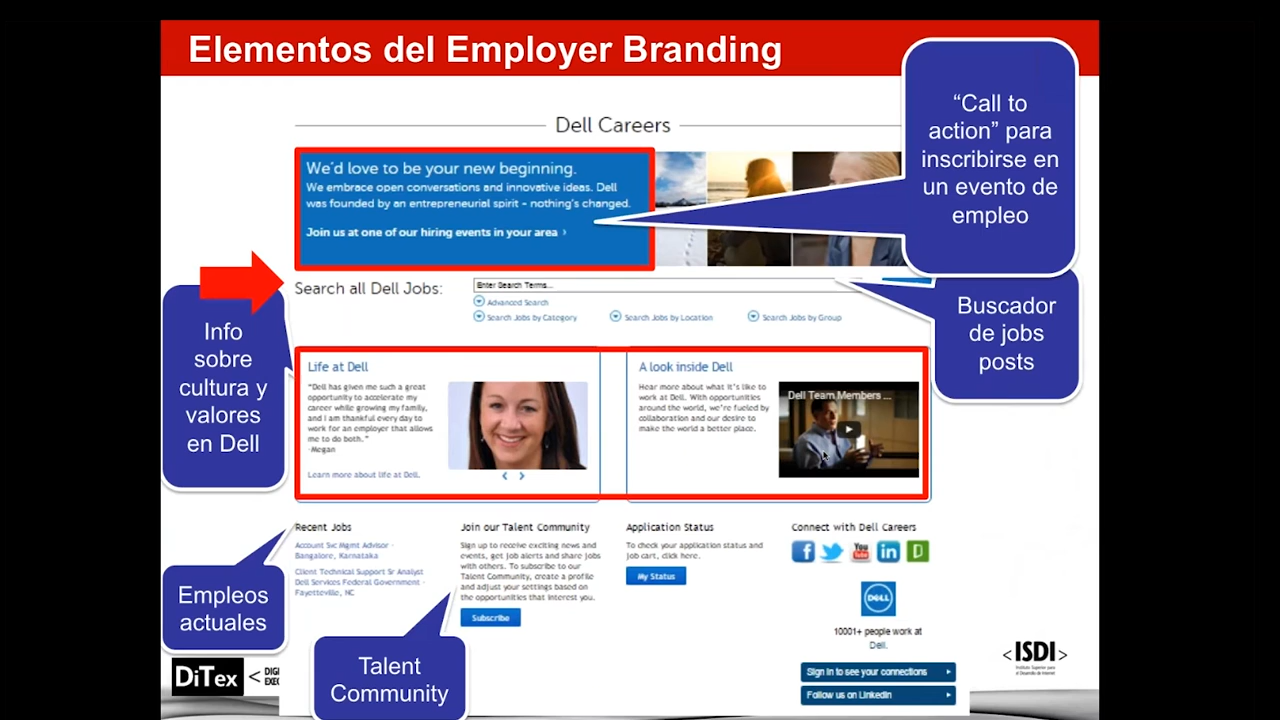 Elementos del Employer Branding
“Call to
action” para
inscribirse en
un evento de
empleo
Dell Careers
We'd love to be your new beginning.
We embrace open conversations and innovative ideas. Dell
was founded by an entrepreneurial spirit - nothing's changed.
Join us at one of our hiring events in your area ›
Search all Dell Jobs:
Enter Search Terms...
Advanced Search
Search Jobs by Category
Search Jobs by Location
Search Jobs by Group
Buscador
de jobs
posts
Info
sobre
cultura y
valores
en Dell
Life at Dell
"Dell has given me such a great
opportunity to accelerate my
career while growing my family,
and I am thankful every day to
work for an employer that allows
me to do both."
-Megan
Learn more about life at Dell.
A look inside Dell
Hear more about what it's like to
work at Dell. With opportunities
around the world, we're fueled by
collaboration and our desire to
make the world a better place.
Dell Team Members ...
Recent Jobs
Account Svc Mgmt Advisor -
Bangalore, Karnataka
Client Technical Support Sr Analyst
Dell Services Federal Government -
Fayetteville, NC
Join our Talent Community
Sign up to receive exciting news and
events, get job alerts and share jobs
with others. To subscribe to our
Talent Community, create a profile
and adjust your settings based on
the opportunities that interest you.
Subscribe
Application Status
To check your application status and
job cart, click here.
My Status
Connect with Dell Careers
You
in
D
DELL
10001+ people work at
Dell.
Sign in to see your connections
Follow us on LinkedIn
Empleos
actuales
Talent
Community
DiTex
< DIG
EXEC
<ISDI>
Instituto Superior para
el Desarrollo de Internet